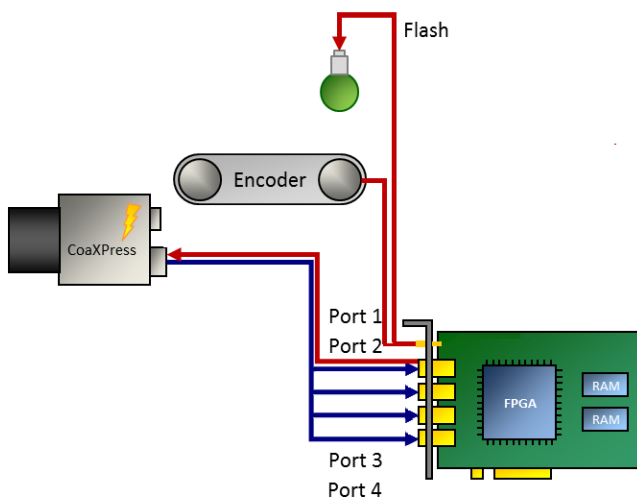 Flash
Encoder
CoaXPress
Port 1
Port 2
FPGA
RAM
RAM
Port 3
Port 4